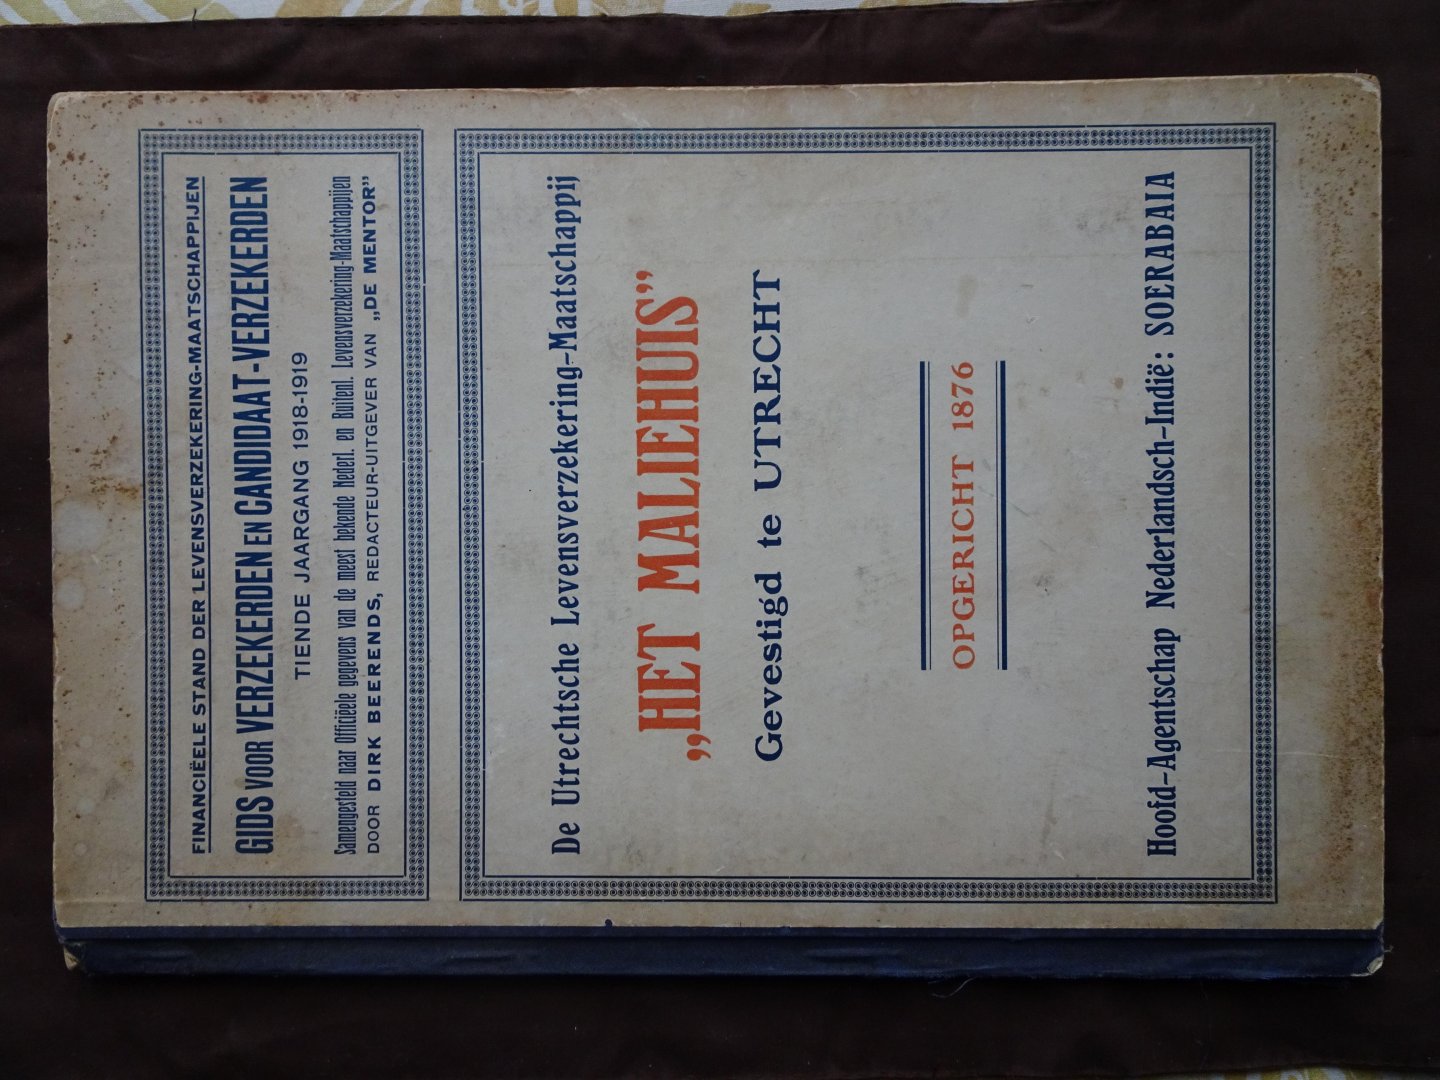 FINANCIËELE STAND DER LEVENSVERZEKERING-MAATSCHAPPIJEN
GIDS VOOR VERZEKERDEN EN CANDIDAAT-VERZEKERDEN
TIENDE JAARGANG 1918-1919
Samengesteld naar Officiëele gegevens van de meest bekende Nederl. en Buitenl. Levensverzekering-Maatschappijen
DOOR DIRK BEERENDS, REDACTEUR-UITGEVER VAN „DE MENTOR”
De Utrechtsche Levensverzekering-Maatschappij
„HET MALIEHUIS”
Gevestigd te UTRECHT
OPGERICHT 1876
Hoofd-Agentschap Nederlandsch-Indië: SOERABAIA